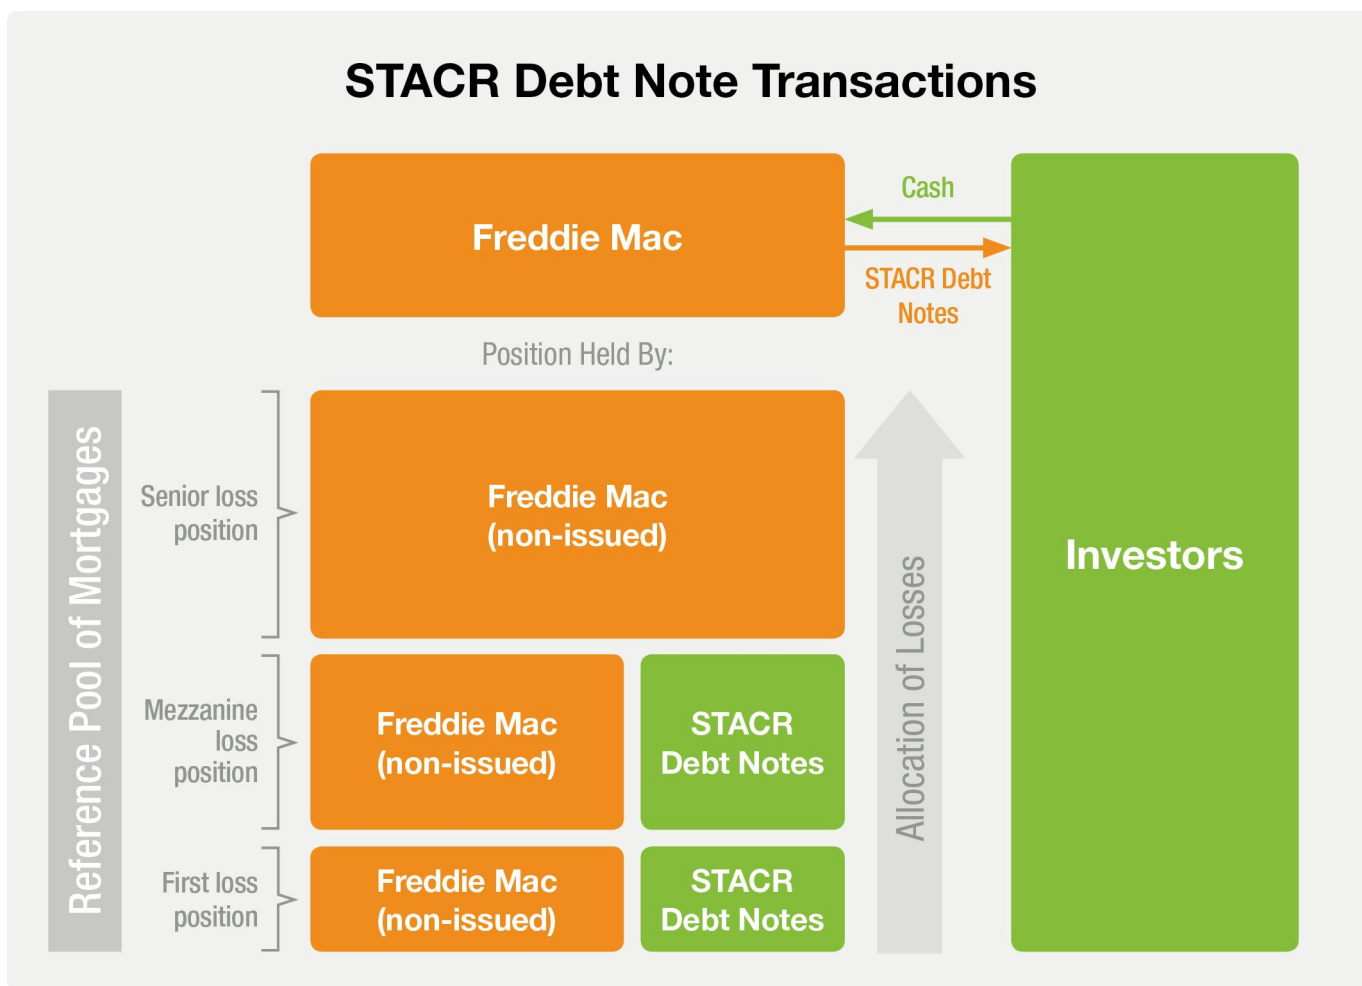 STACR Debt Note Transactions
Freddie Mac
Cash
STACR Debt
Notes
Position Held By:
Reference Pool of Mortgages
Senior loss
position
Freddie Mac
(non-issued)
Mezzanine
loss
position
Freddie Mac
(non-issued)
STACR
Debt Notes
First loss
position
Freddie Mac
(non-issued)
STACR
Debt Notes
Allocation of Losses
Investors